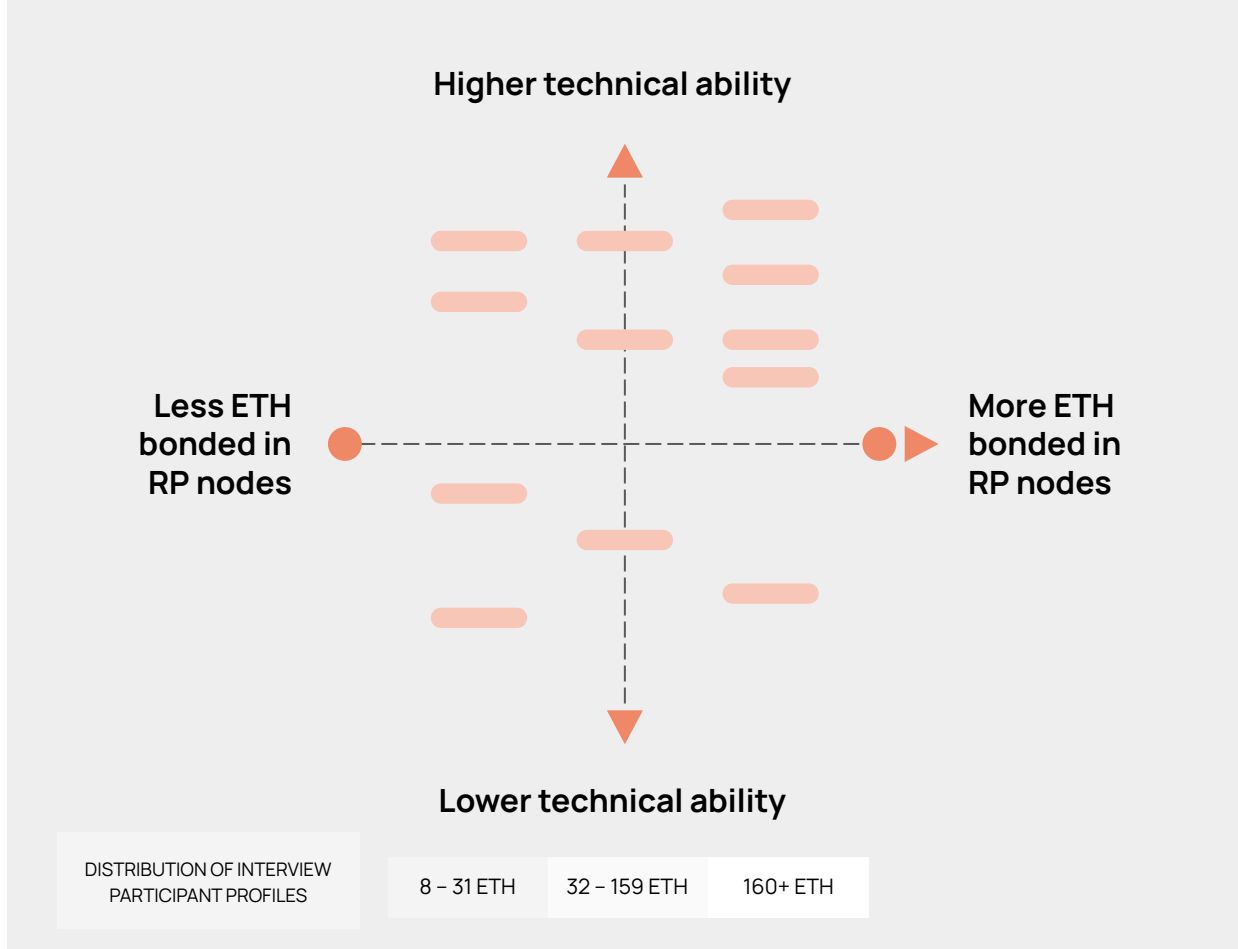 Higher technical ability
Less ETH
bonded in
RP nodes
More ETH
bonded in
RP nodes
Lower technical ability
DISTRIBUTION OF INTERVIEW
PARTICIPANT PROFILES
8 – 31 ETH
32 – 159 ETH
160+ ETH